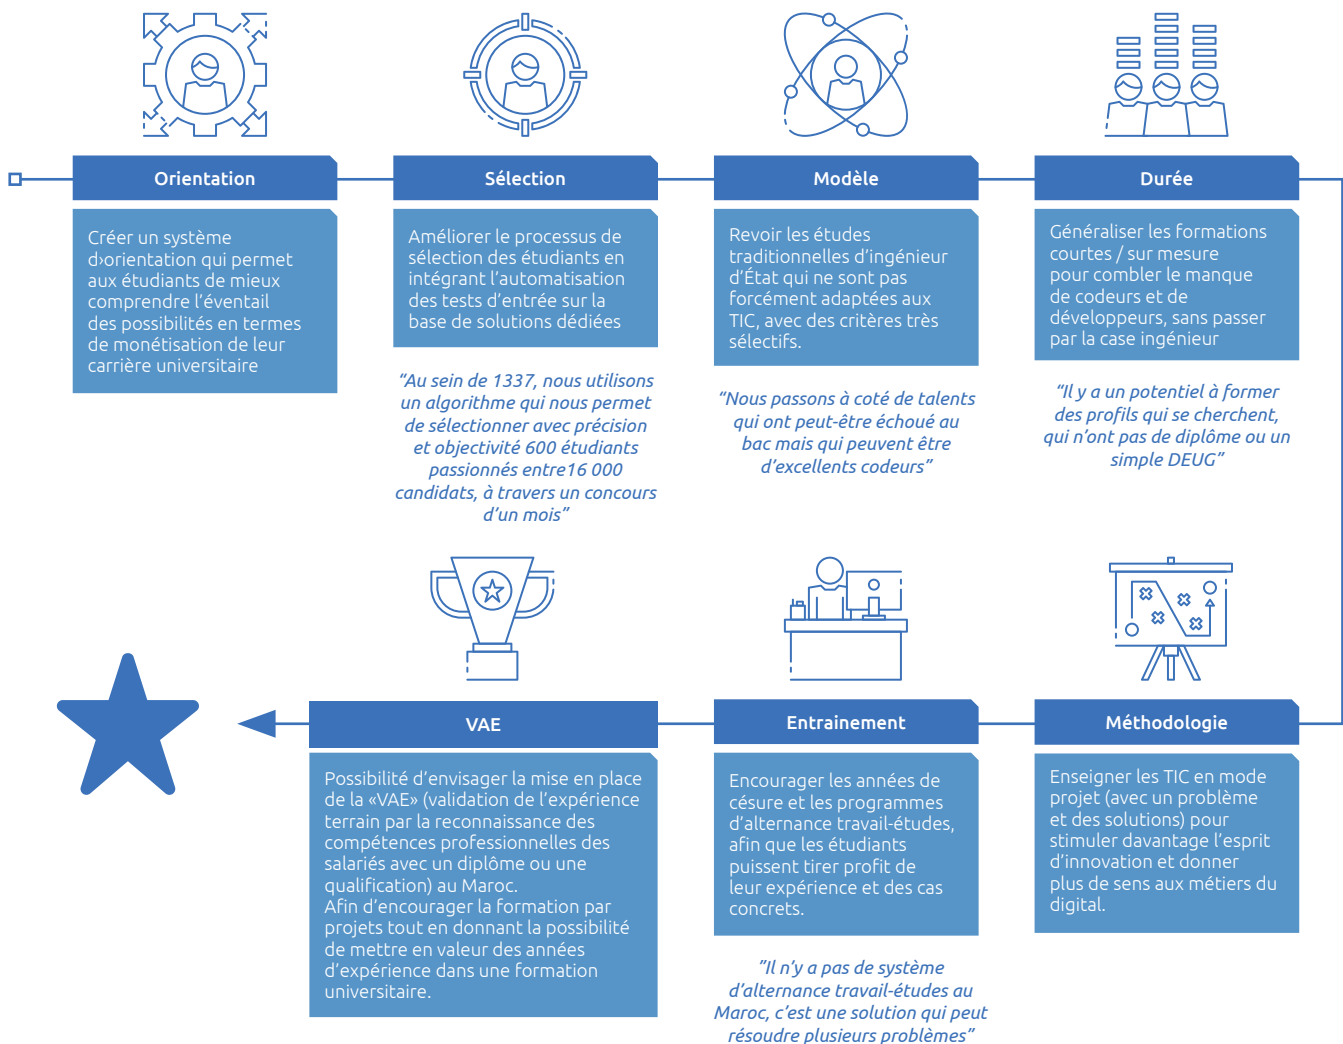 Orientation
Créer un système
d›orientation qui permet
aux étudiants de mieux
comprendre l’éventail
des possibilités en termes
de monétisation de leur
carrière universitaire
Sélection
Améliorer le processus de
sélection des étudiants en
intégrant l’automatisation
des tests d’entrée sur la
base de solutions dédiées
“Au sein de 1337, nous utilisons
un algorithme qui nous permet
de sélectionner avec précision
et objectivité 600 étudiants
passionnés entre16 000
candidats, à travers un concours
d’un mois”
Modèle
Revoir les études
traditionnelles d’ingénieur
d’État qui ne sont pas
forcément adaptées aux
TIC, avec des critères très
sélectifs.
“Nous passons à coté de talents
qui ont peut-être échoué au
bac mais qui peuvent être
d’excellents codeurs”
Durée
Généraliser les formations
courtes / sur mesure
pour combler le manque
de codeurs et de
développeurs, sans passer
par la case ingénieur
“Il y a un potentiel à former
des profils qui se cherchent,
qui n’ont pas de diplôme ou un
simple DEUG”
Méthodologie
Enseigner les TIC en mode
projet (avec un problème
et des solutions) pour
stimuler davantage l’esprit
d’innovation et donner
plus de sens aux métiers du
digital.
Entrainement
Encourager les années de
césure et les programmes
d’alternance travail-études,
afin que les étudiants
puissent tirer profit de
leur expérience et des cas
concrets.
”Il n’y a pas de système
d’alternance travail-études au
Maroc, c’est une solution qui peut
résoudre plusieurs problèmes”
VAE
Possibilité d’envisager la mise en place
de la «VAE» (validation de l’expérience
terrain par la reconnaissance des
compétences professionnelles des
salariés avec un diplôme ou une
qualification) au Maroc.
Afin d’encourager la formation par
projets tout en donnant la possibilité
de mettre en valeur des années
d’expérience dans une formation
universitaire.